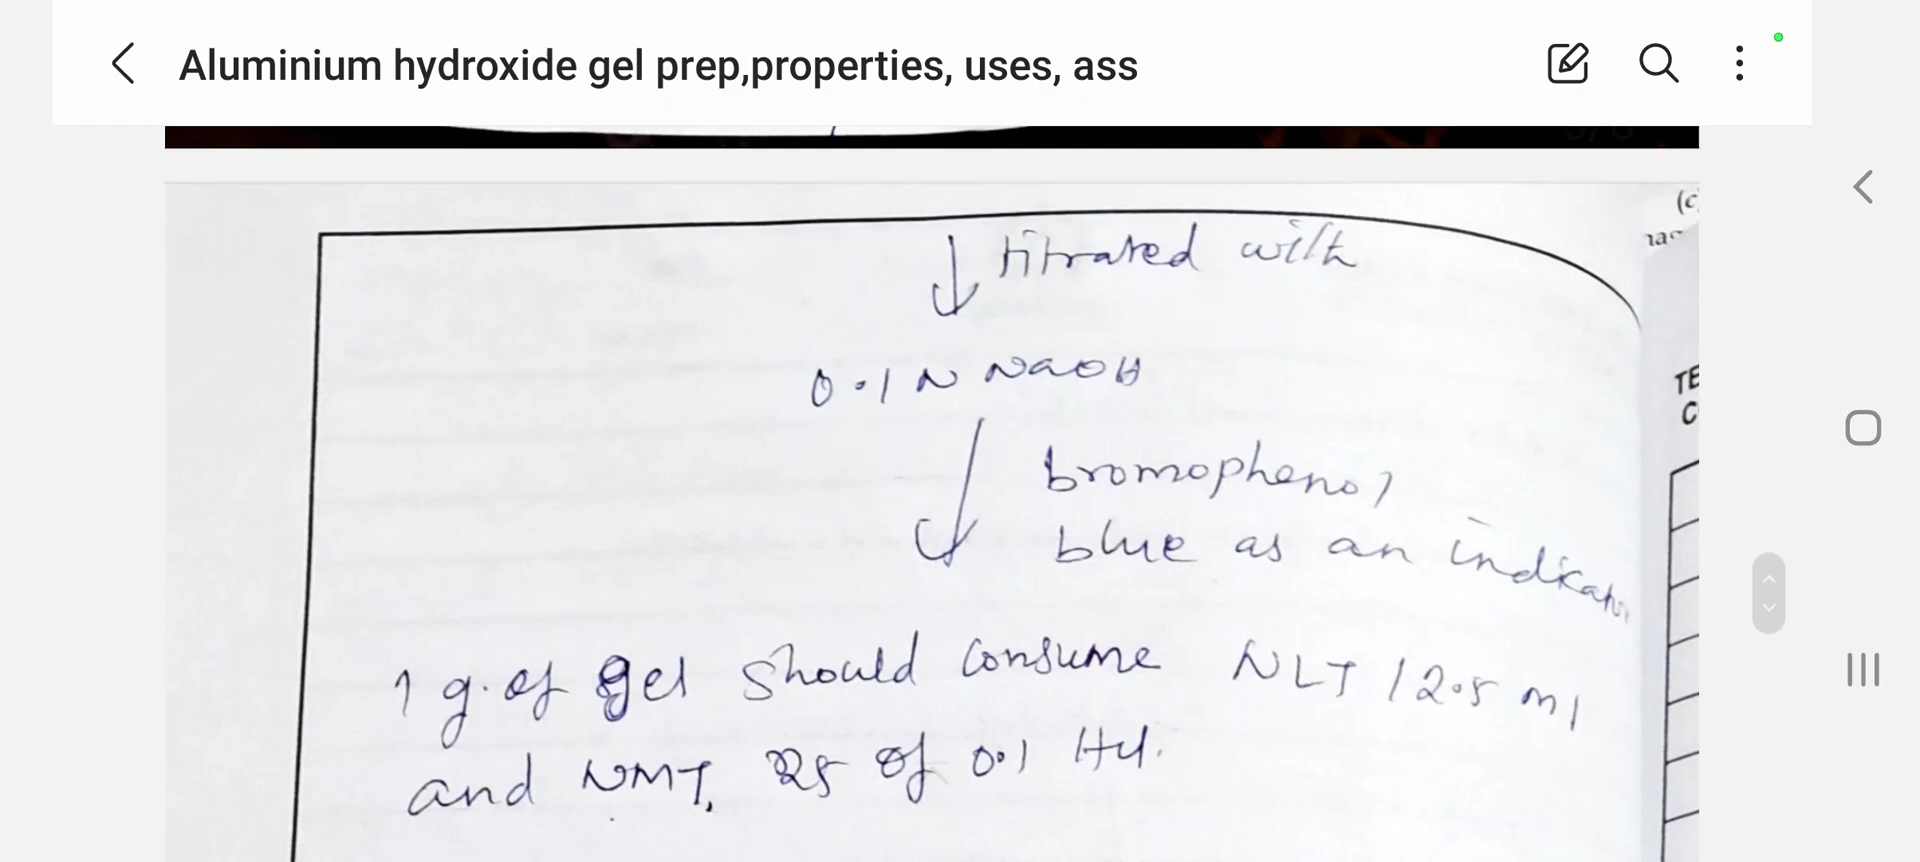 Aluminium hydroxide gel prep,properties, uses, ass
(c
TE
C
↓ titrated with
0.1 N NaOH
↓ bromophenol
blue as an indicator
1 g. of gel should consume NLT 12.5 ml
and NMT, 25 of 0.1 HCl.